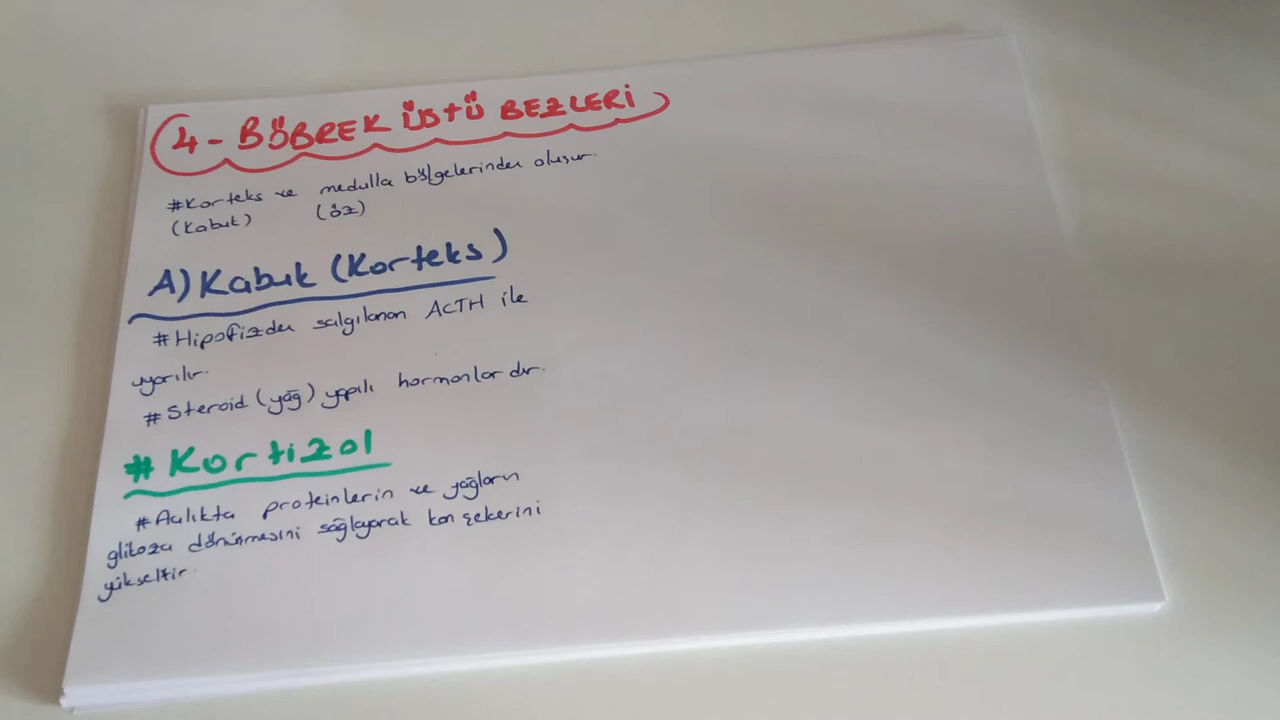 4- BÖBREK ÜSTÜ BEZLERİ
#Korteks ve medulla bölgelerinden oluşur.
(Kabuk) (öz)
A) Kabuk (Korteks)
#Hipofizden salgılanan ACTH ile
uyarılır.
#Steroid (yağ) yapılı hormonlardır.
#Kortizol
#Açlıkta proteinlerin ve yağların
glikoza dönüşmesini sağlayarak kan şekerini
yükseltir.